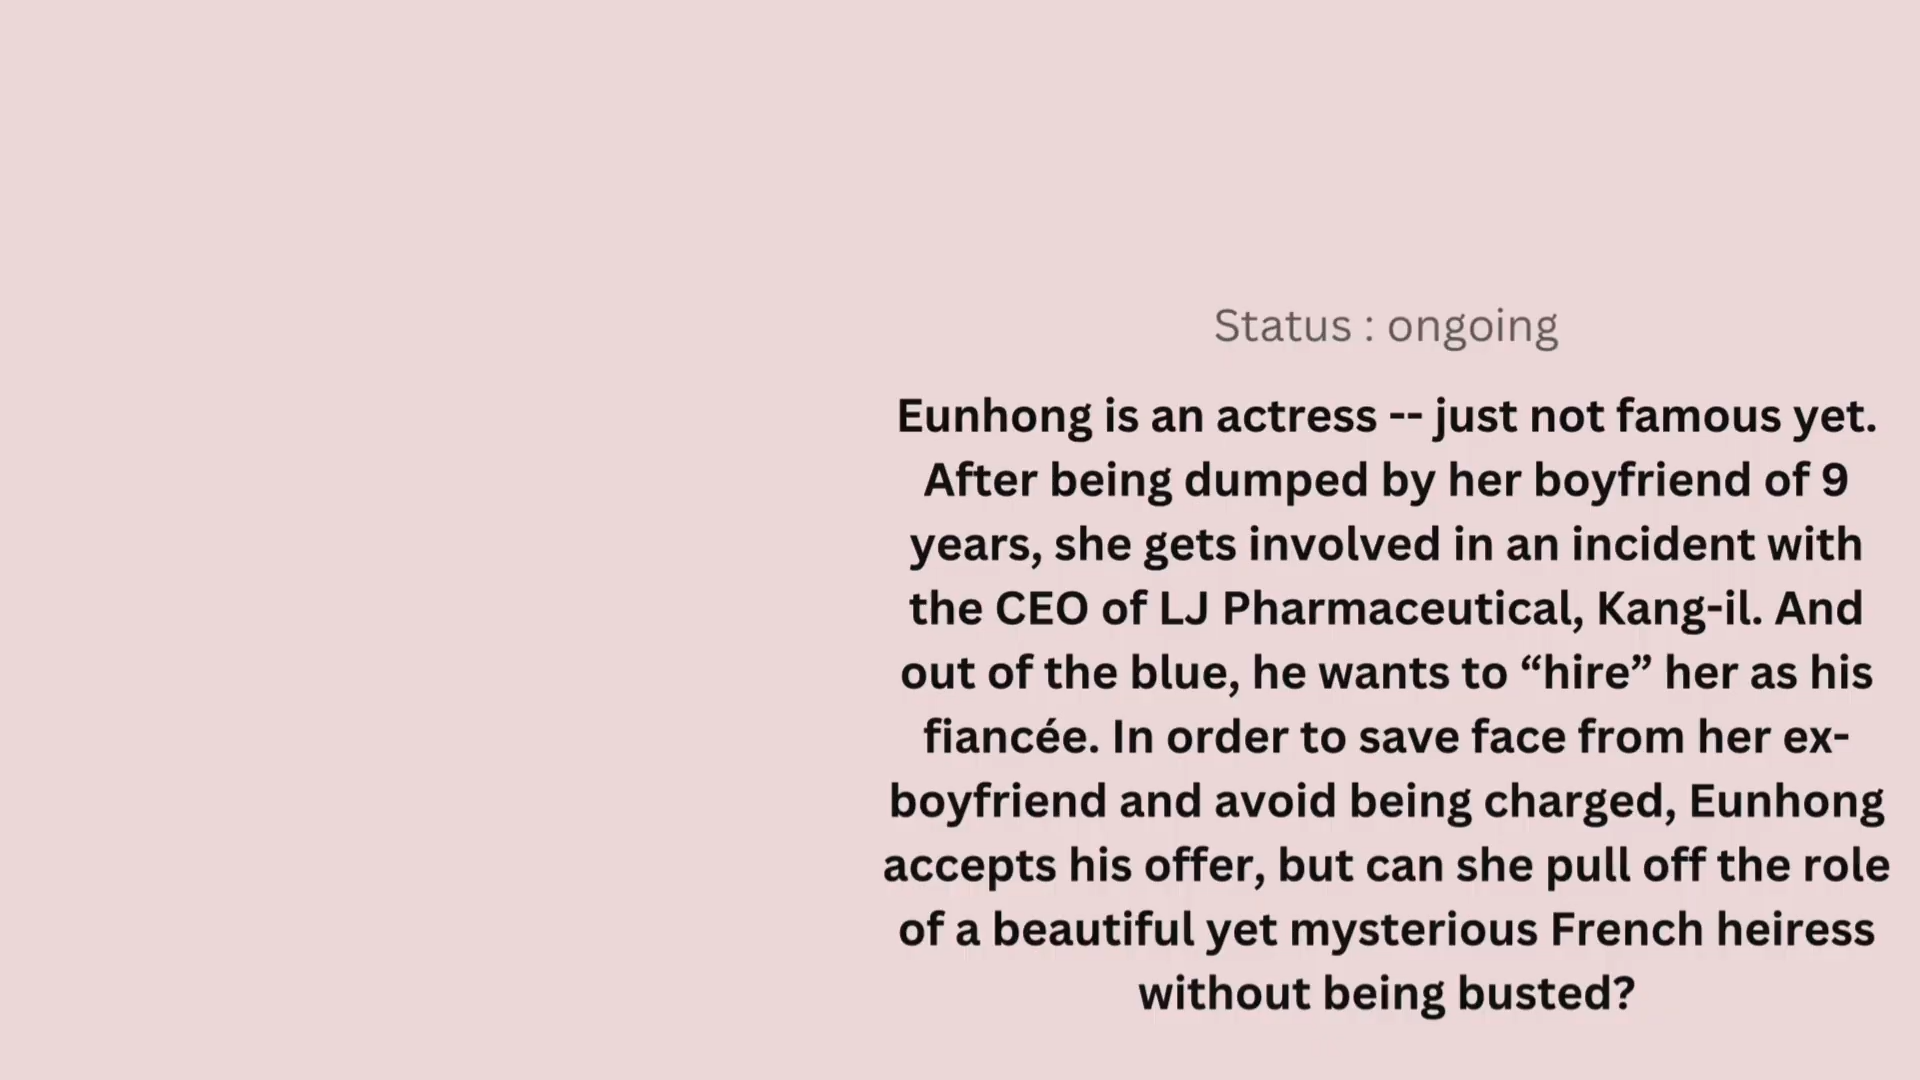 Status : ongoing
Eunhong is an actress -- just not famous yet.
After being dumped by her boyfriend of 9
years, she gets involved in an incident with
the CEO of LJ Pharmaceutical, Kang-il. And
out of the blue, he wants to “hire” her as his
fiancée. In order to save face from her ex-
boyfriend and avoid being charged, Eunhong
accepts his offer, but can she pull off the role
of a beautiful yet mysterious French heiress
without being busted?